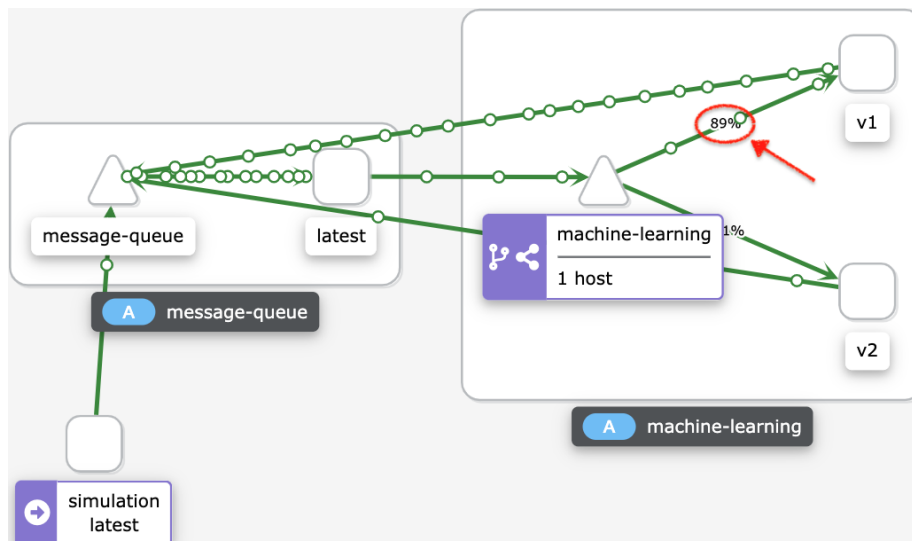 v1
89%
message-queue
latest
machine-learning
1 host
1%
A message-queue
v2
A machine-learning
simulation
latest